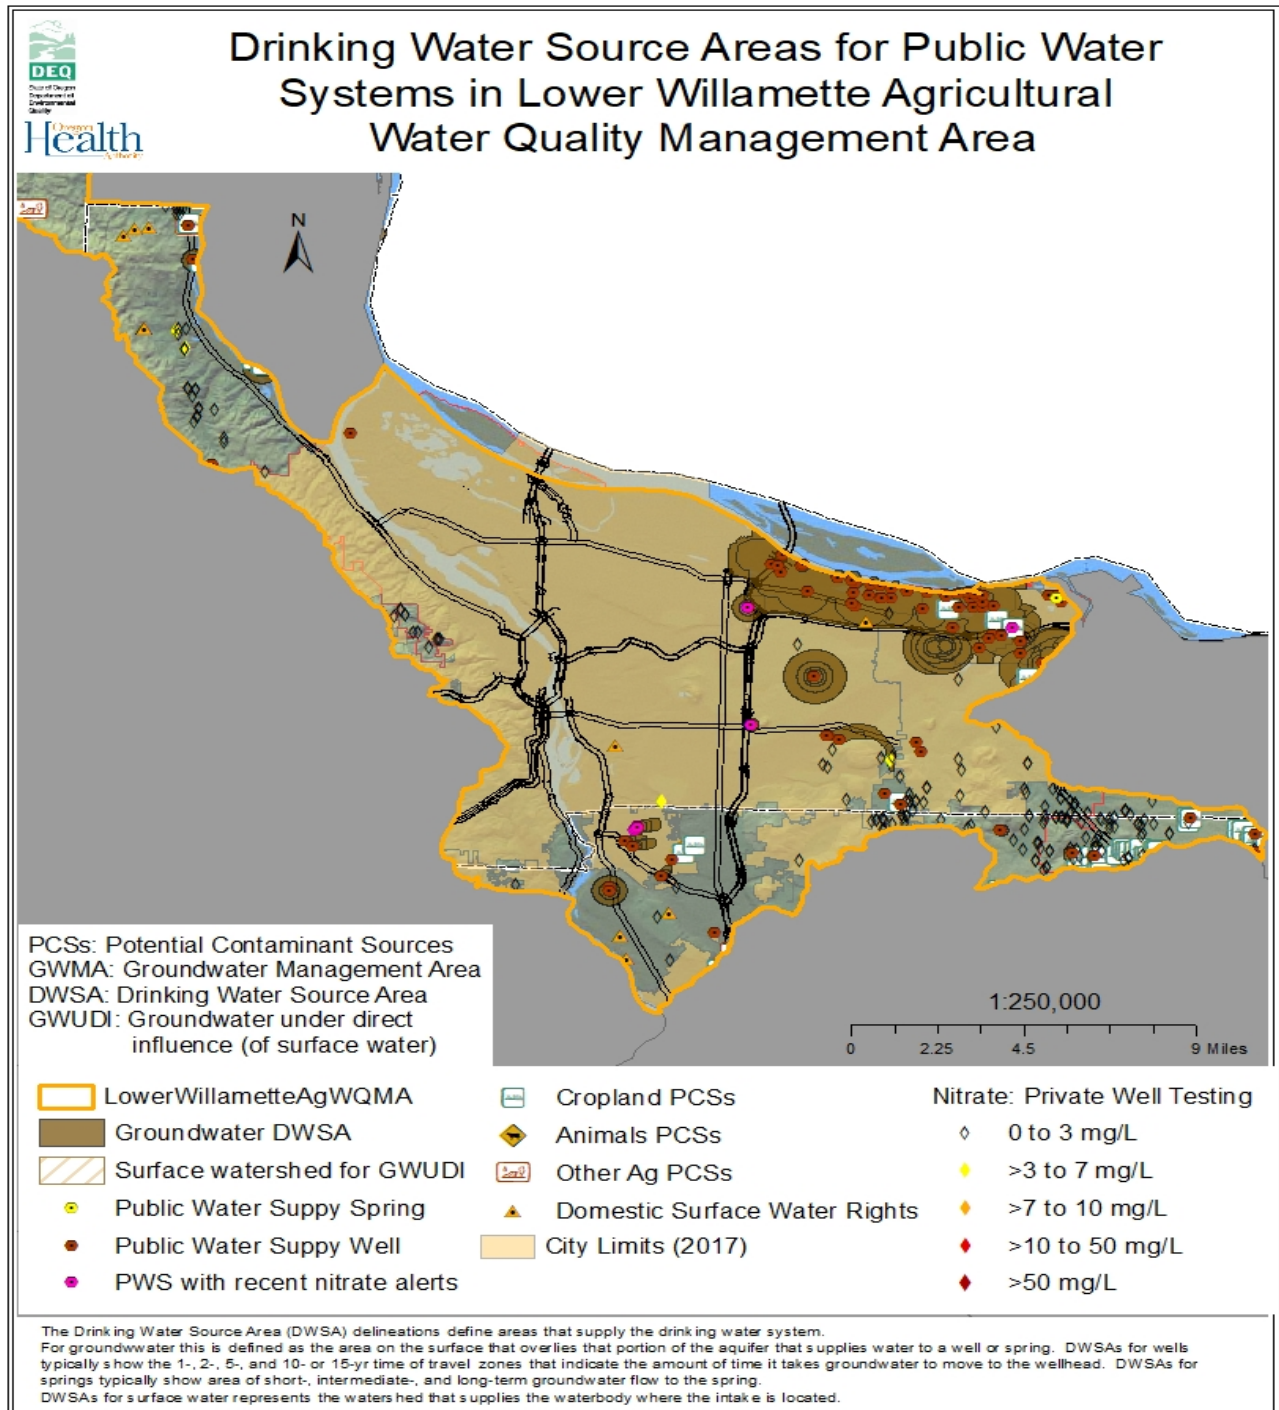 Drinking Water Source Areas for Public Water
Systems in Lower Willamette Agricultural
Water Quality Management Area
DEQ
State of Oregon
Department of
Environmental
Quality
Oregon
Health
Authority
N
PCSs: Potential Contaminant Sources
GWMA: Groundwater Management Area
DWSA: Drinking Water Source Area
GWUDI: Groundwater under direct
influence (of surface water)
1:250,000
0 2.25 4.5 9 Miles
LowerWillametteAgWQMA
Groundwater DWSA
Surface watershed for GWUDI
Public Water Suppy Spring
Public Water Suppy Well
PWS with recent nitrate alerts
Cropland PCSs
Animals PCSs
Other Ag PCSs
Domestic Surface Water Rights
City Limits (2017)
Nitrate: Private Well Testing
0 to 3 mg/L
>3 to 7 mg/L
>7 to 10 mg/L
>10 to 50 mg/L
>50 mg/L
The Drinking Water Source Area (DWSA) delineations define areas that supply the drinking water system.
For groundwwater this is defined as the area on the surface that overlies that portion of the aquifer that supplies water to a well or spring. DWSAs for wells
typically show the 1-, 2-, 5-, and 10- or 15-yr time of travel zones that indicate the amount of time it takes groundwater to move to the wellhead. DWSAs for
springs typically show area of short-, intermediate-, and long-term groundwater flow to the spring.
DWSAs for surface water represents the watershed that supplies the waterbody where the intake is located.